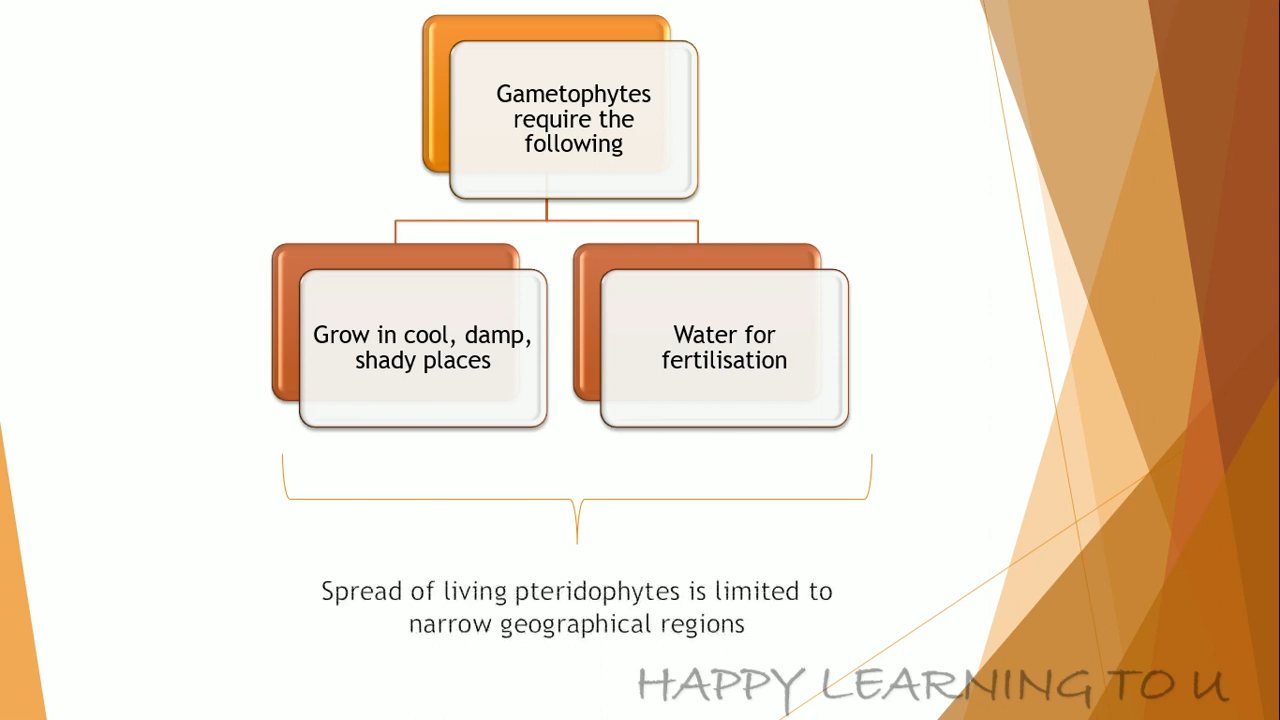 Gametophytes
require the
following
Grow in cool, damp,
shady places
Water for
fertilisation
Spread of living pteridophytes is limited to
narrow geographical regions
HAPPY LEARNING TO U